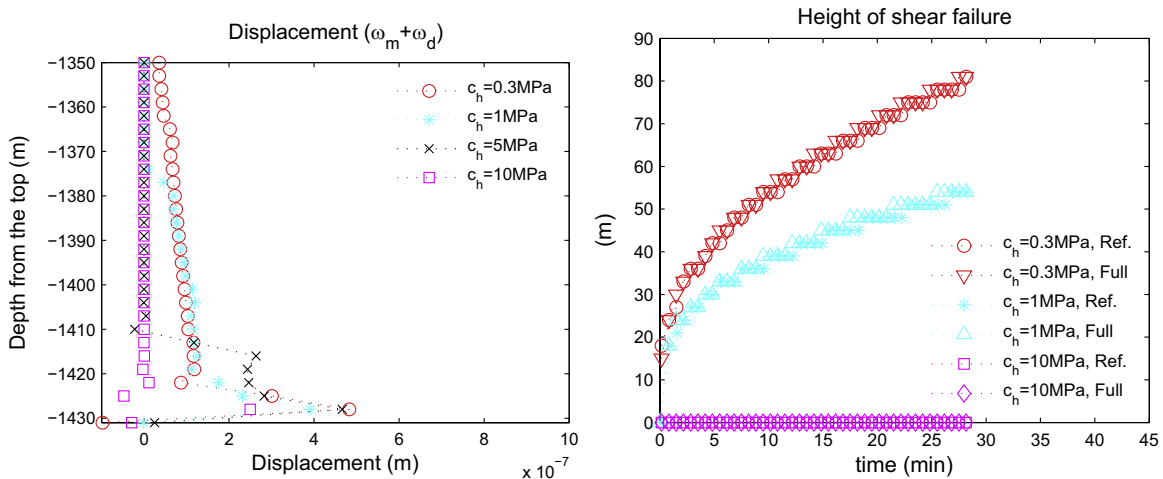 Displacement (ω_m+ω_d)
−1350
−1360
−1370
−1380
−1390
−1400
−1410
−1420
−1430
Depth from the top (m)
c_h=0.3MPa
c_h=1MPa
c_h=5MPa
c_h=10MPa
0 2 4 6 8 10
Displacement (m)
x 10^−7
Height of shear failure
90
80
70
60
50
40
30
20
10
0
(m)
c_h=0.3MPa, Ref.
c_h=0.3MPa, Full
c_h=1MPa, Ref.
c_h=1MPa, Full
c_h=10MPa, Ref.
c_h=10MPa, Full
0 5 10 15 20 25 30 35 40 45
time (min)